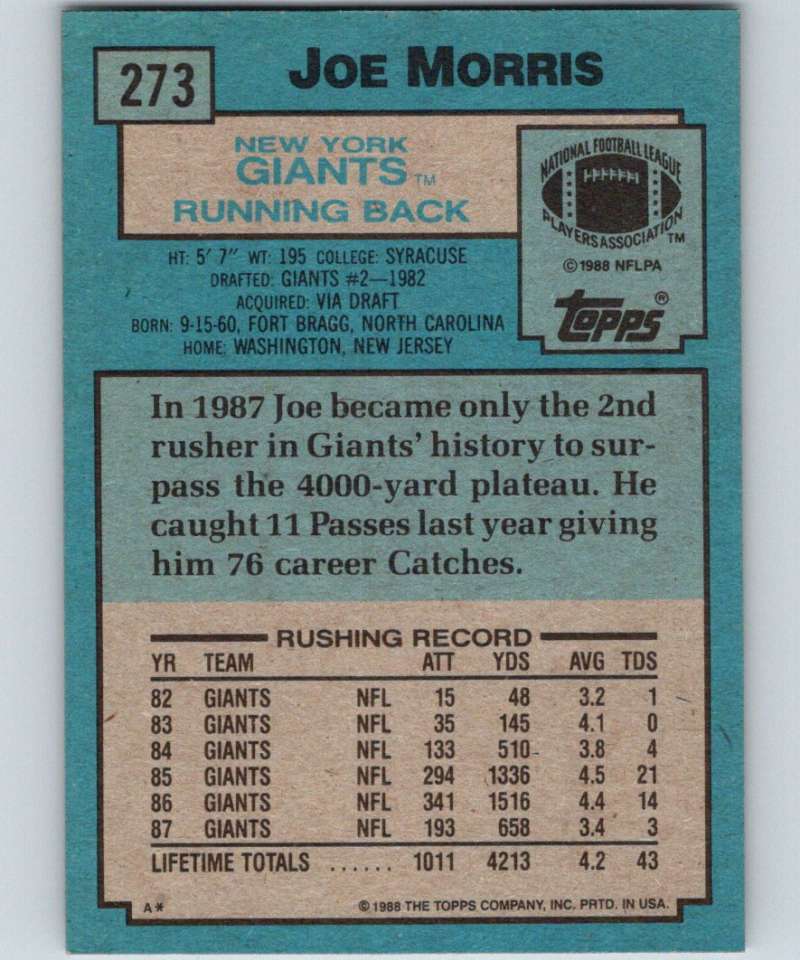 273
JOE MORRIS
NEW YORK
GIANTS™
RUNNING BACK
NATIONAL FOOTBALL LEAGUE
PLAYERS ASSOCIATION™
©1988 NFLPA
Topps®
HT: 5' 7" WT: 195 COLLEGE: SYRACUSE
DRAFTED: GIANTS #2—1982
ACQUIRED: VIA DRAFT
BORN: 9-15-60, FORT BRAGG, NORTH CAROLINA
HOME: WASHINGTON, NEW JERSEY
In 1987 Joe became only the 2nd
rusher in Giants' history to sur-
pass the 4000-yard plateau. He
caught 11 Passes last year giving
him 76 career Catches.
RUSHING RECORD
YR TEAM ATT YDS AVG TDS
82 GIANTS NFL 15 48 3.2 1
83 GIANTS NFL 35 145 4.1 0
84 GIANTS NFL 133 510 3.8 4
85 GIANTS NFL 294 1336 4.5 21
86 GIANTS NFL 341 1516 4.4 14
87 GIANTS NFL 193 658 3.4 3
LIFETIME TOTALS ...... 1011 4213 4.2 43
A* ©1988 THE TOPPS COMPANY, INC. PRTD. IN USA.